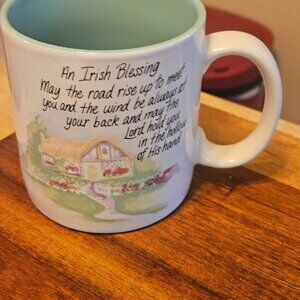 An Irish Blessing
May the road rise up to meet
you and the wind be always at
your back and may the
Lord hold you
in the hollow
of His hand